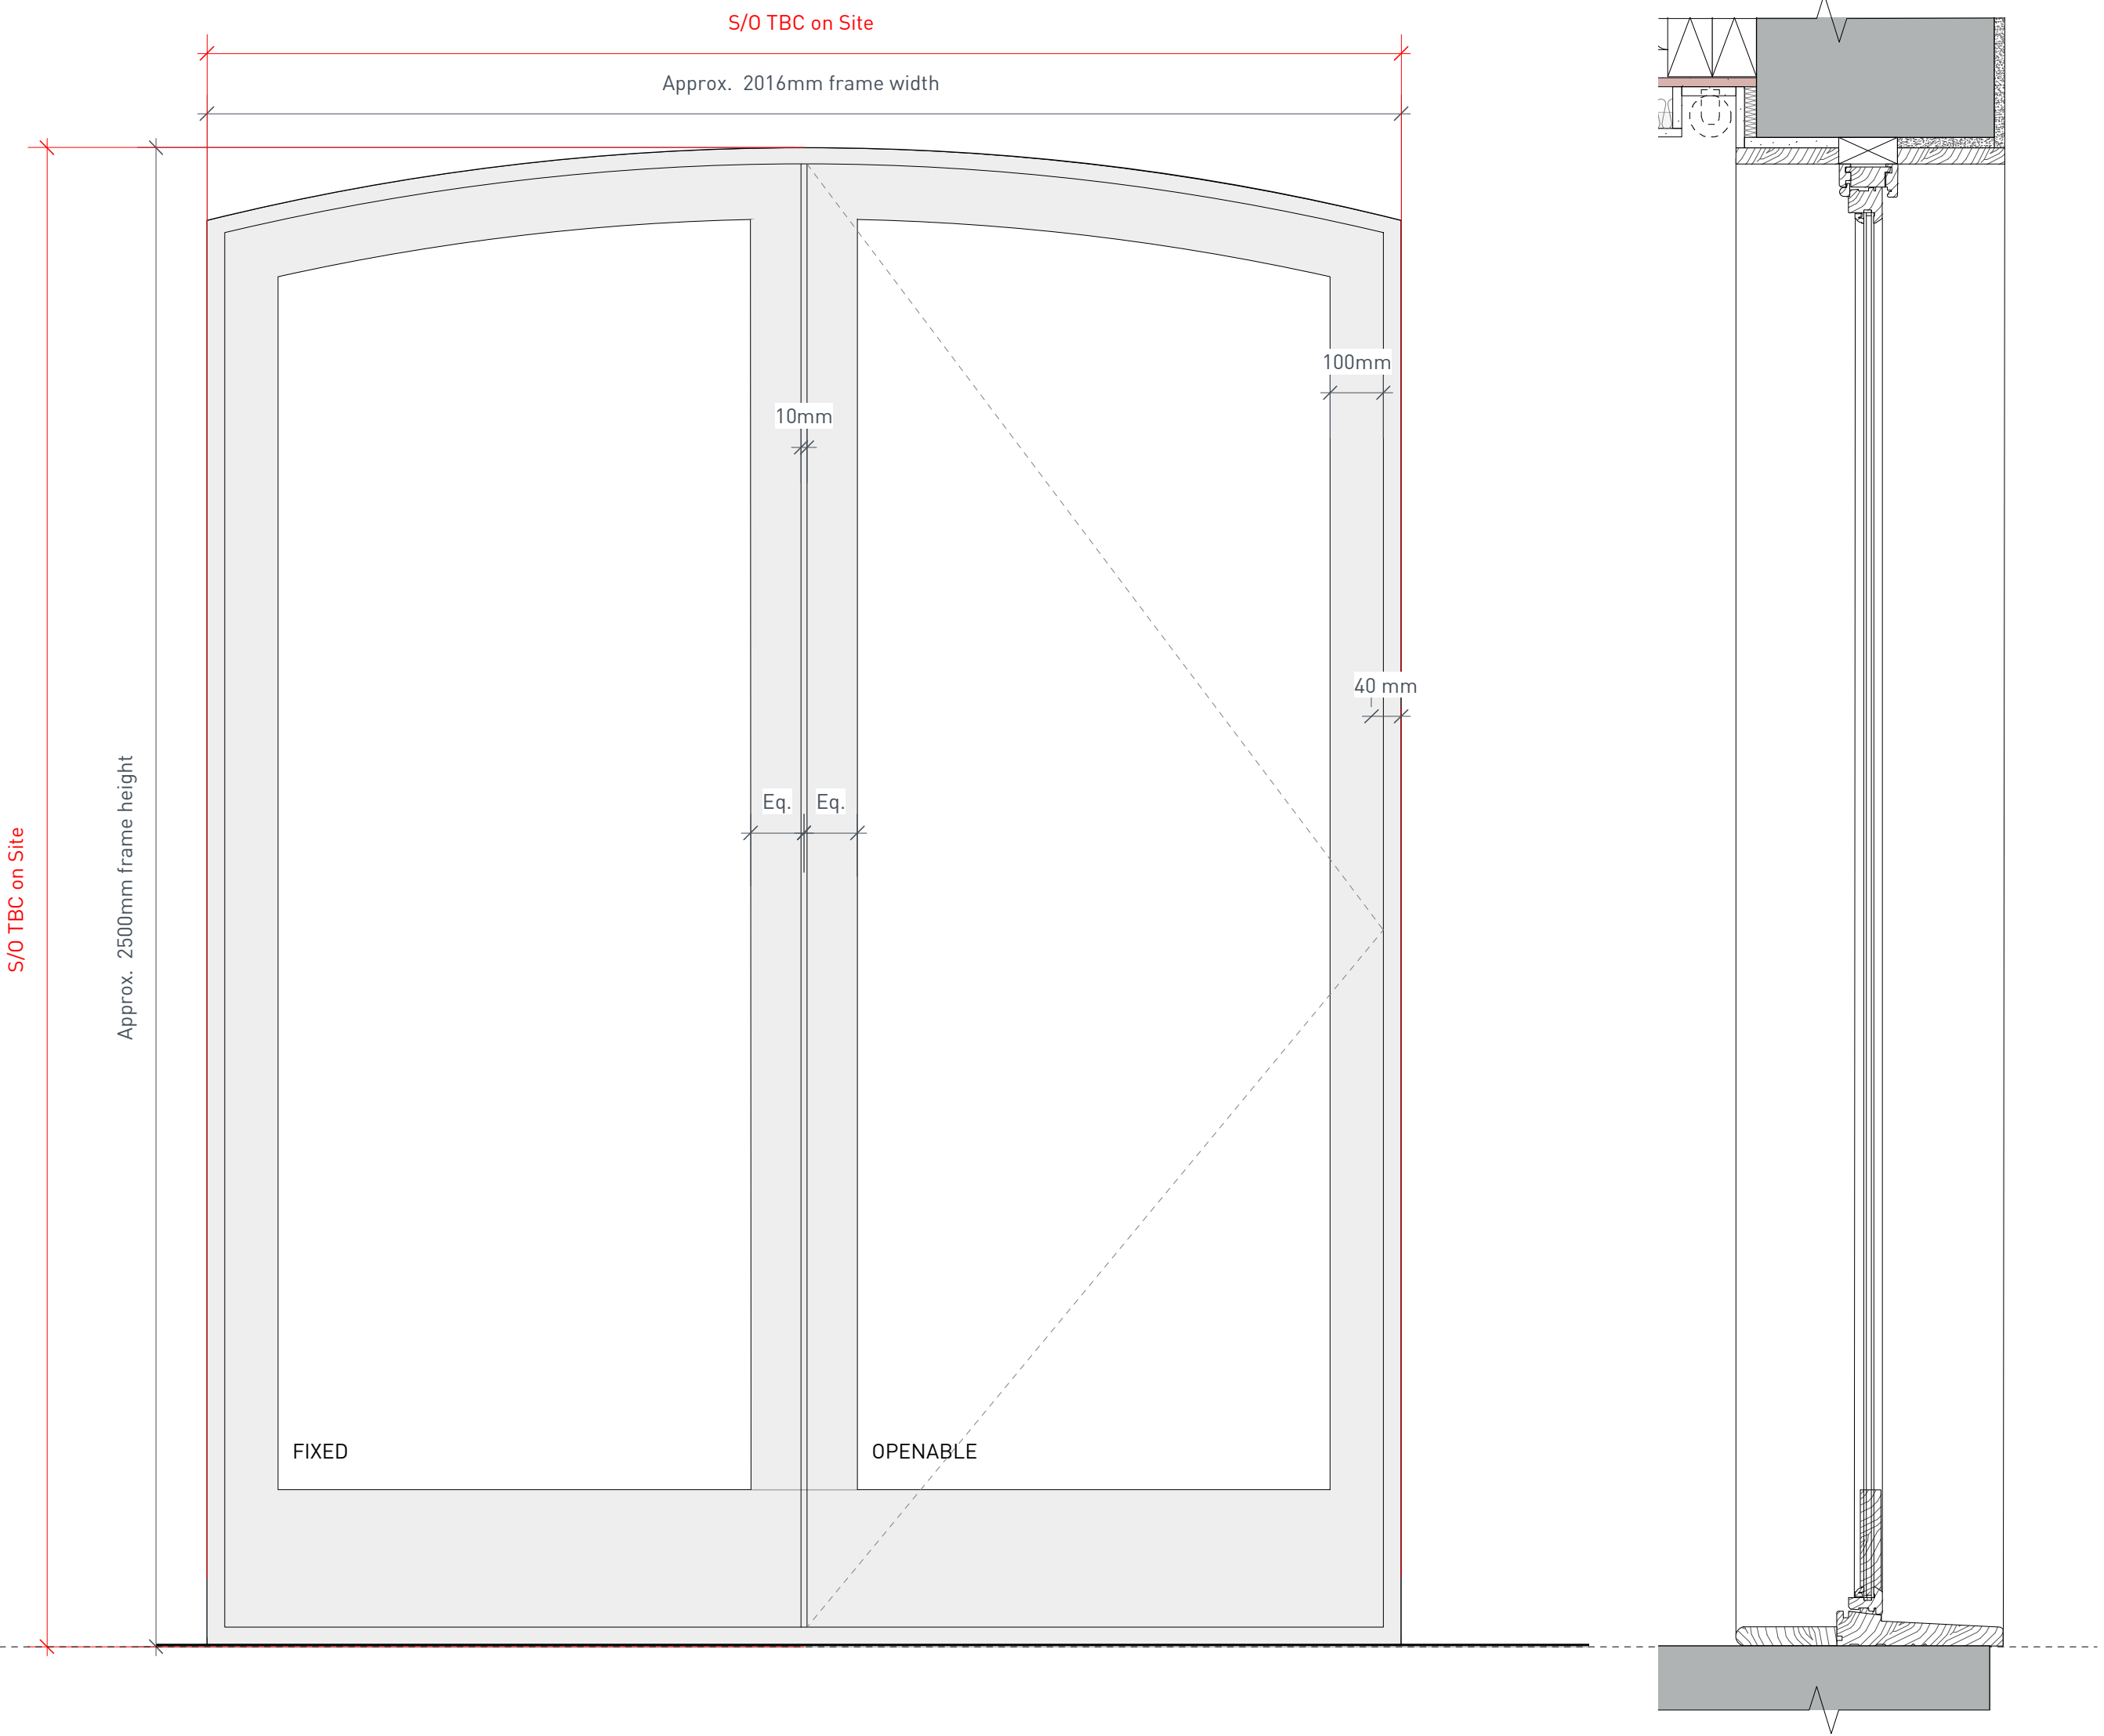 S/O TBC on Site
Approx. 2016mm frame width
100mm
10mm
40 mm
Eq.
Eq.
S/O TBC on Site
Approx. 2500mm frame height
FIXED
OPENABLE